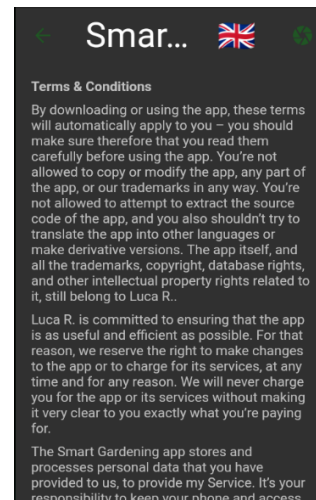 Smar...
Terms & Conditions
By downloading or using the app, these terms
will automatically apply to you – you should
make sure therefore that you read them
carefully before using the app. You're not
allowed to copy or modify the app, any part of
the app, or our trademarks in any way. You're
not allowed to attempt to extract the source
code of the app, and you also shouldn't try to
translate the app into other languages or
make derivative versions. The app itself, and
all the trademarks, copyright, database rights,
and other intellectual property rights related to
it, still belong to Luca R..
Luca R. is committed to ensuring that the app
is as useful and efficient as possible. For that
reason, we reserve the right to make changes
to the app or to charge for its services, at any
time and for any reason. We will never charge
you for the app or its services without making
it very clear to you exactly what you're paying
for.
The Smart Gardening app stores and
processes personal data that you have
provided to us, to provide my Service. It's your
responsibility to keep your phone and access